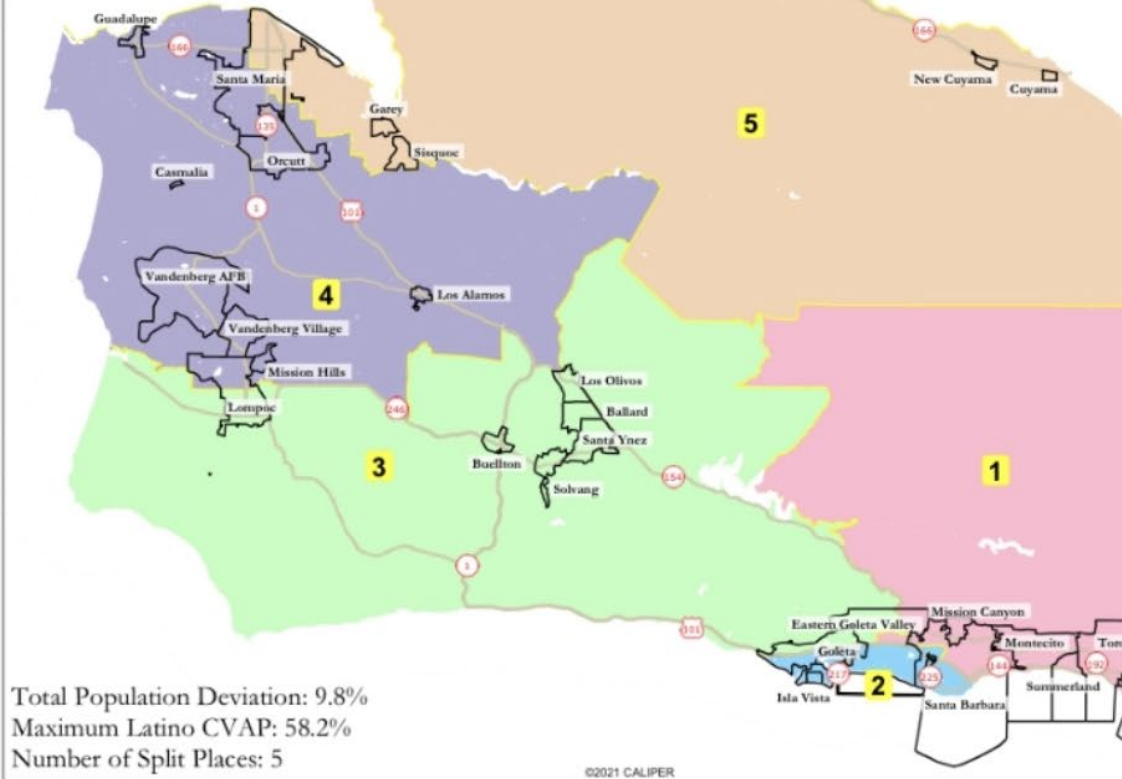 Guadalupe
166
166
New Cuyama
Cuyama
Santa Maria
Garey
5
135
Sisquoc
Orcutt
Casmalia
1
101
Vandenberg AFB
4
Los Alamos
Vandenberg Village
Mission Hills
Los Olivos
Lompoc
246
Ballard
Santa Ynez
3
Buellton
Solvang
154
1
1
Mission Canyon
Eastern Goleta Valley
101
Montecito
Goleta
217
2
225
144
192
Isla Vista
Santa Barbara
Summerland
Total Population Deviation: 9.8%
Maximum Latino CVAP: 58.2%
Number of Split Places: 5
©2021 CALIPER